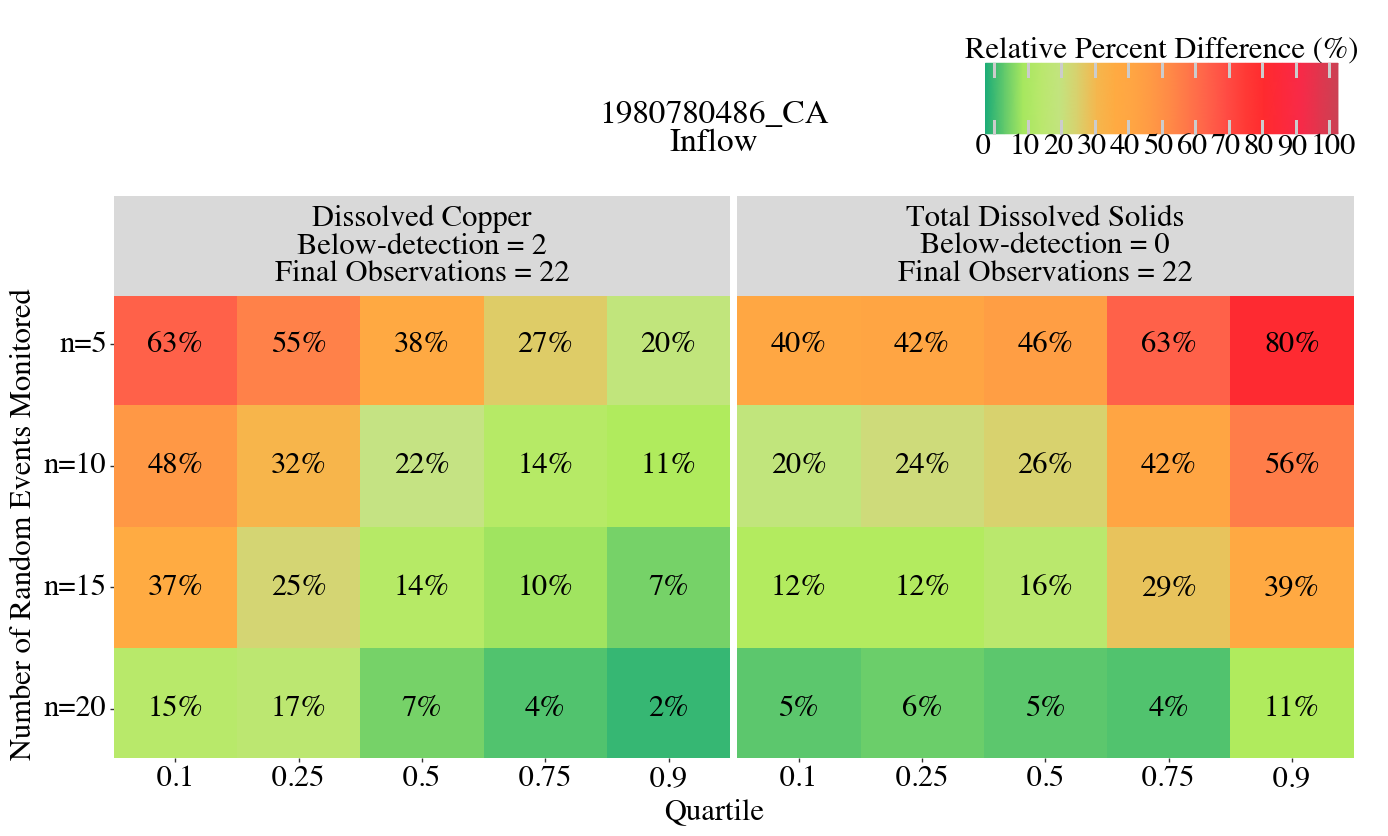 Relative Percent Difference (%)
0 10 20 30 40 50 60 70 80 90 100
1980780486_CA
Inflow
Dissolved Copper
Below-detection = 2
Final Observations = 22
Total Dissolved Solids
Below-detection = 0
Final Observations = 22
Number of Random Events Monitored
n=5 63% 55% 38% 27% 20% 40% 42% 46% 63% 80%
n=10 48% 32% 22% 14% 11% 20% 24% 26% 42% 56%
n=15 37% 25% 14% 10% 7% 12% 12% 16% 29% 39%
n=20 15% 17% 7% 4% 2% 5% 6% 5% 4% 11%
0.1 0.25 0.5 0.75 0.9 0.1 0.25 0.5 0.75 0.9
Quartile